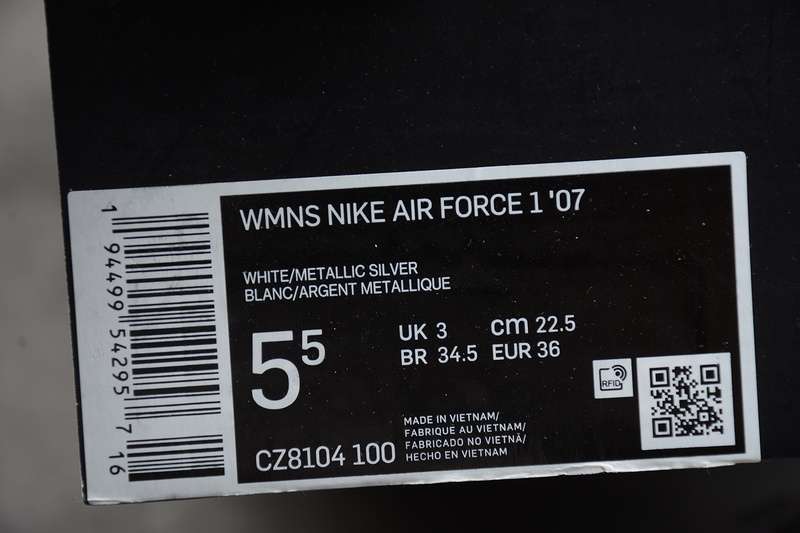 WMNS NIKE AIR FORCE 1 '07
WHITE/METALLIC SILVER
BLANC/ARGENT METALLIQUE
5⁵
UK 3 cm 22.5
BR 34.5 EUR 36
RFID
MADE IN VIETNAM/
FABRIQUE AU VIETNAM/
FABRICADO NO VIETNÃ/
HECHO EN VIETNAM
CZ8104 100
1 94499 54295 7 16